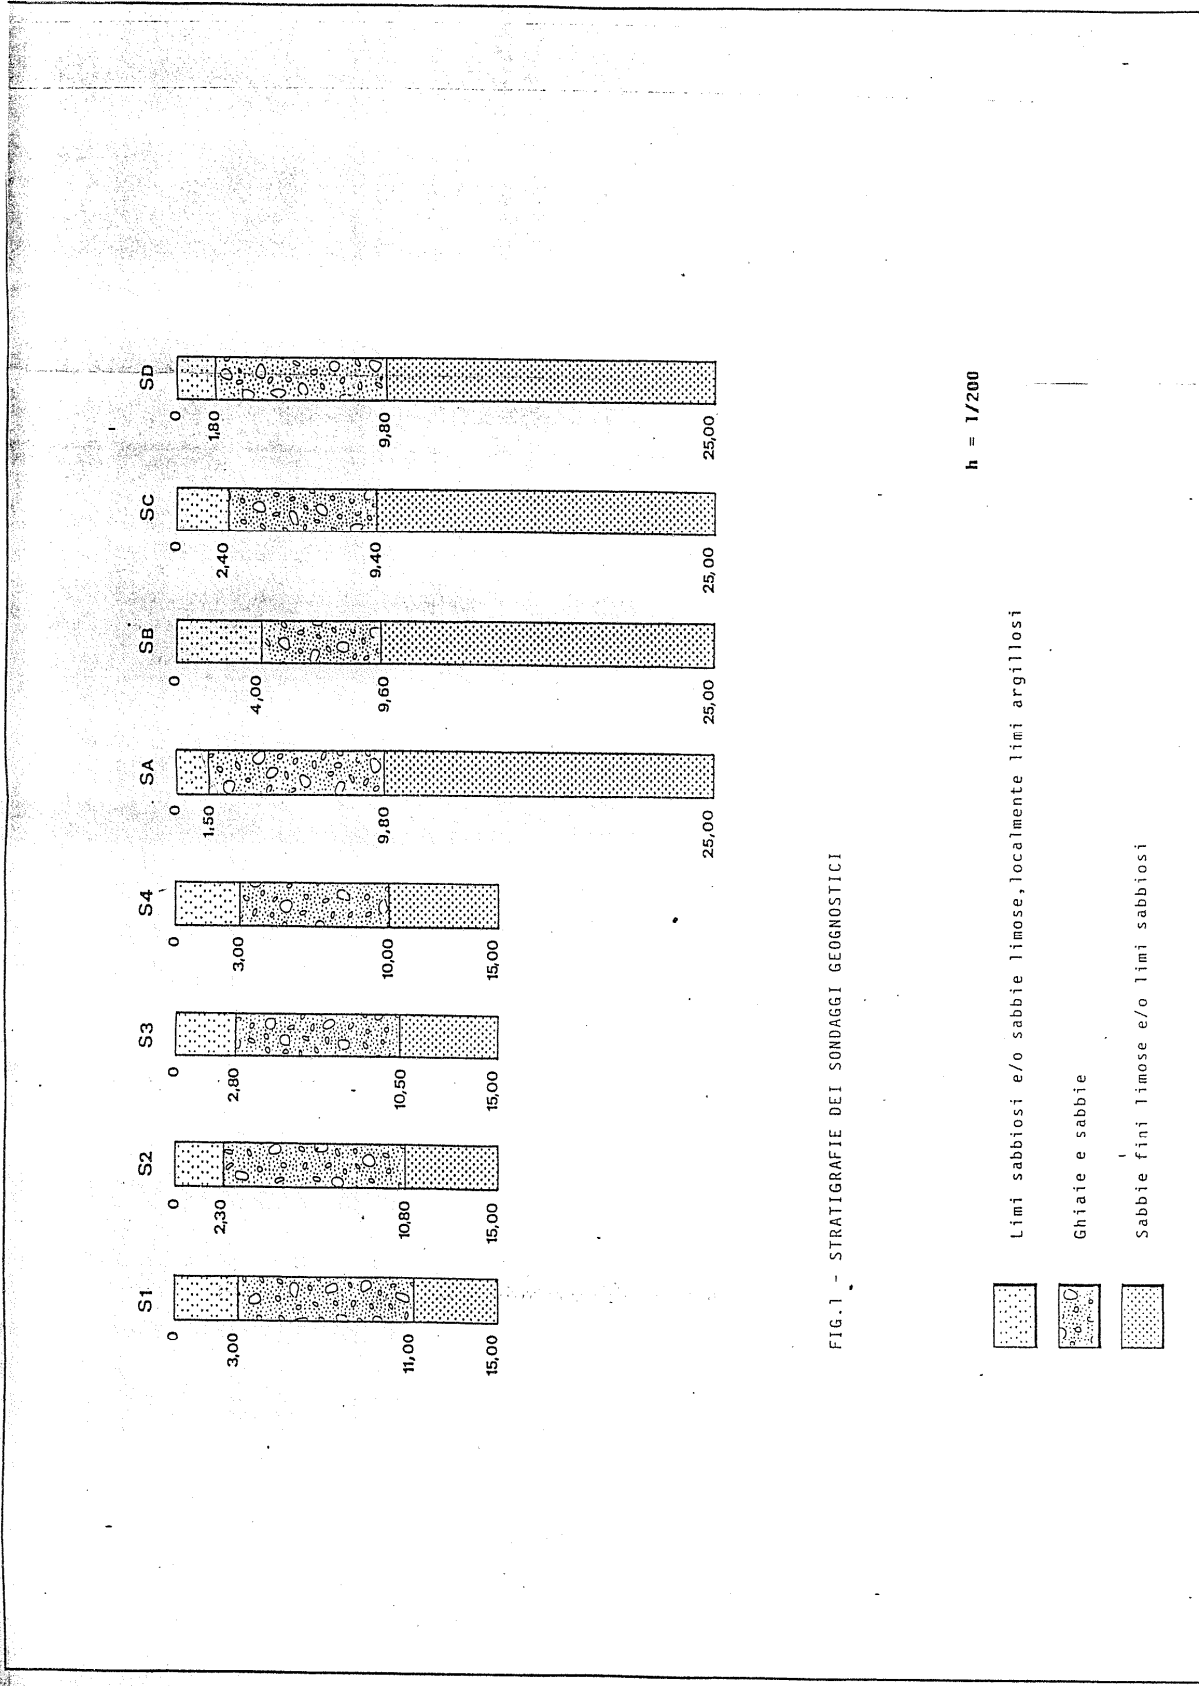 S1 S2 S3 S4 SA SB SC SD
0 0 0 0 0 0 0 0
3,00 2,30 2,80 3,00 1,50 4,00 2,40 1,80
11,00 10,80 10,50 10,00 9,80 9,60 9,40 9,80
15,00 15,00 15,00 15,00 25,00 25,00 25,00 25,00
FIG.1 - STRATIGRAFIE DEI SONDAGGI GEOGNOSTICI
h = 1/200
Limi sabbiosi e/o sabbie limose,localmente limi argillosi
Ghiaie e sabbie
Sabbie fini limose e/o limi sabbiosi